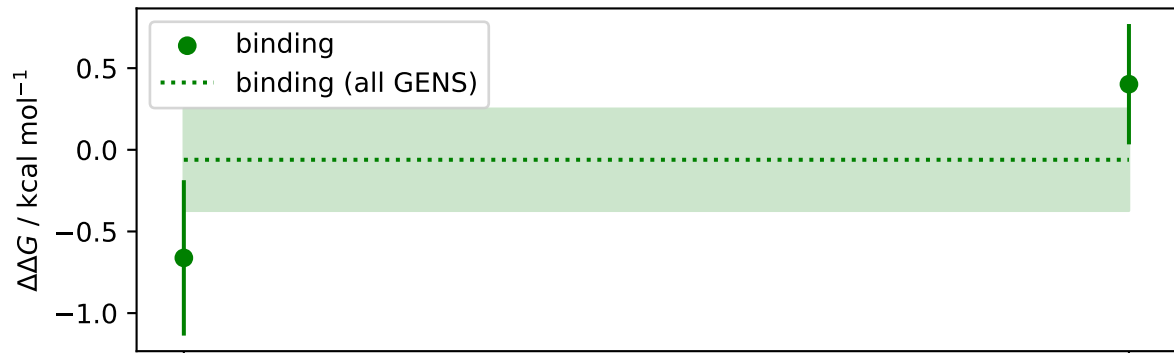 binding
binding (all GENS)
0.5
0.0
−0.5
−1.0
ΔΔG / kcal mol⁻¹